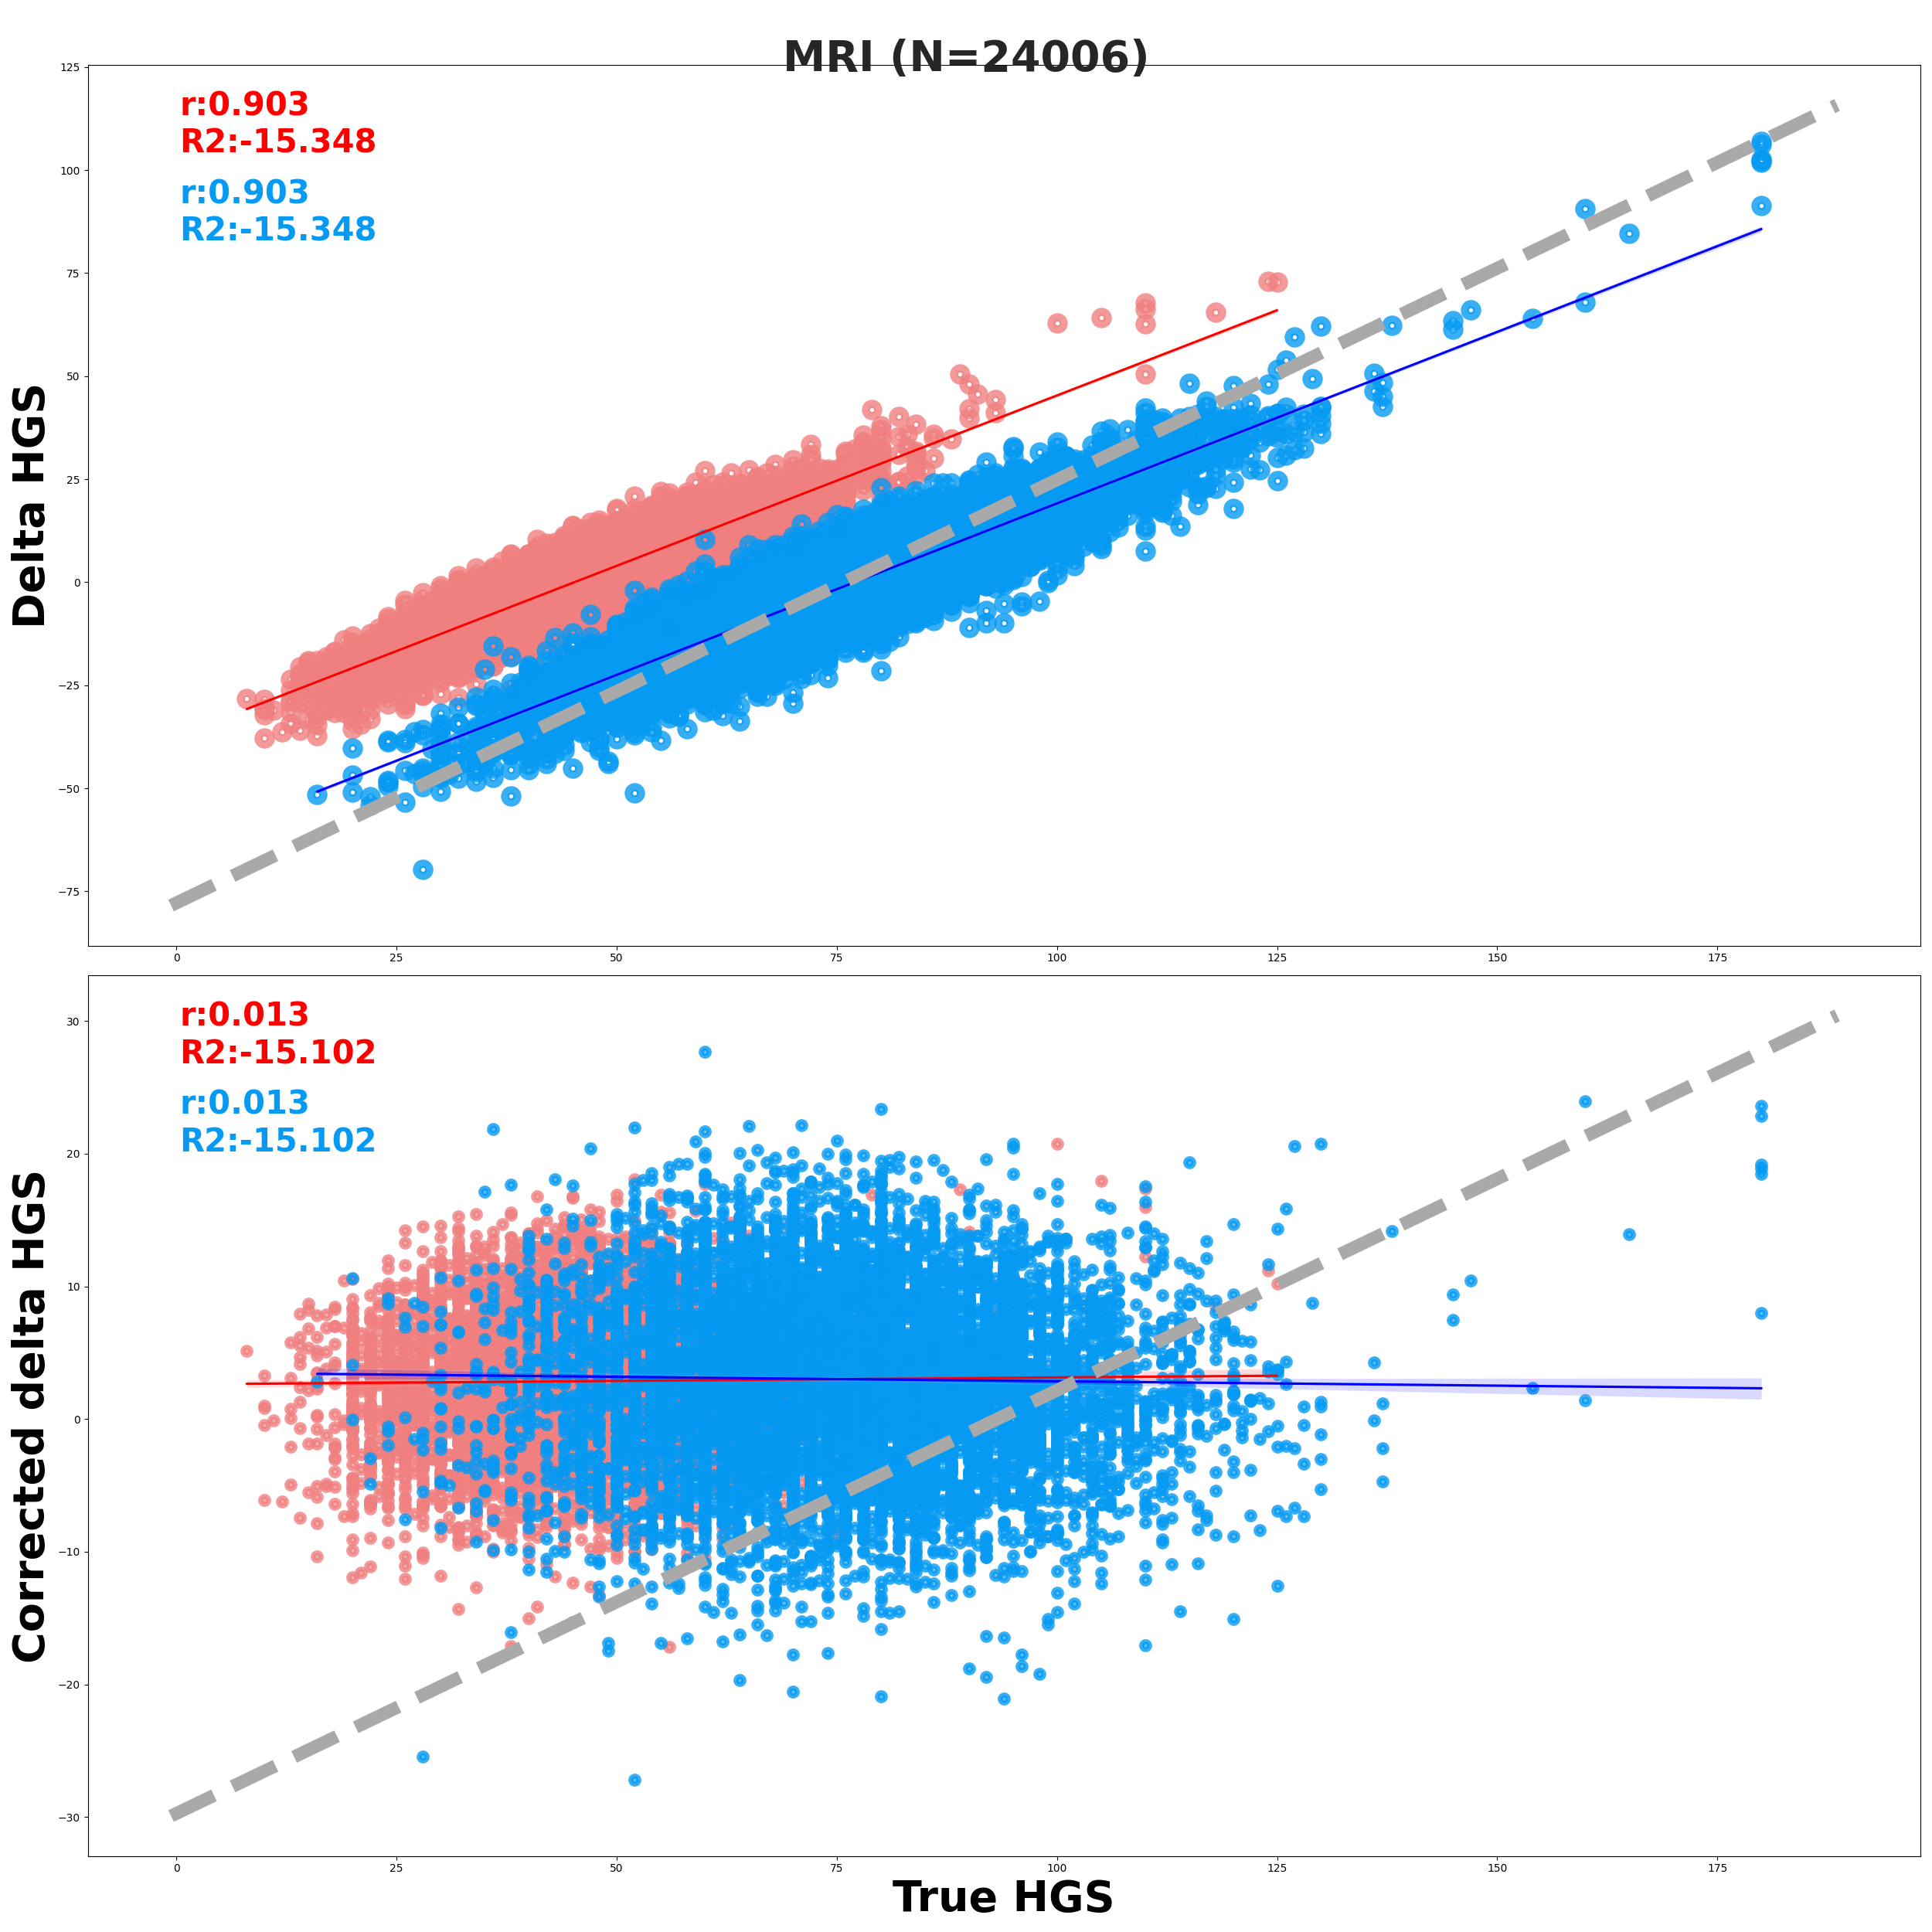 MRI (N=24006)
r:0.903
R2:-15.348
r:0.903
R2:-15.348
Delta HGS
125
100
75
50
25
0
−25
−50
−75
0 25 50 75 100 125 150 175
r:0.013
R2:-15.102
r:0.013
R2:-15.102
Corrected delta HGS
30
20
10
0
−10
−20
−30
0 25 50 75 100 125 150 175
True HGS